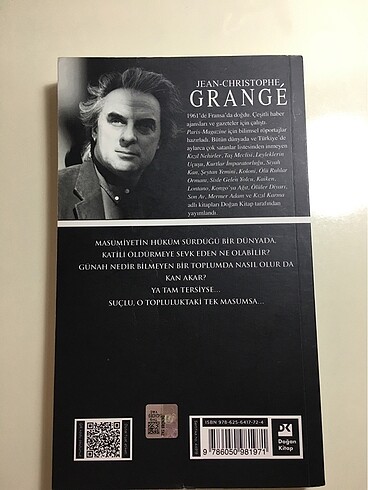 JEAN-CHRISTOPHE
GRANGÉ
1961'de Fransa'da doğdu. Çeşitli haber
ajansları ve gazeteler için çalıştı.
Paris-Magazine için bilimsel röportajlar
hazırladı. Bütün dünyada ve Türkiye'de
aylarca çok satanlar listesinden inmeyen
Kızıl Nehirler, Taş Meclisi, Leyleklerin
Uçuşu, Kurtlar İmparatorluğu, Siyah
Kan, Şeytan Yemini, Koloni, Ölü Ruhlar
Ormanı, Sisle Gelen Yolcu, Kaiken,
Lontano, Kongo'ya Ağıt, Ölüler Diyarı,
Son Av, Mermer Adam ve Kızıl Karma
adlı kitapları Doğan Kitap tarafından
yayımlandı.
MASUMİYETİN HÜKÜM SÜRDÜĞÜ BİR DÜNYADA,
KATİLİ ÖLDÜRMEYE SEVK EDEN NE OLABİLİR?
GÜNAH NEDİR BİLMEYEN BİR TOPLUMDA NASIL OLUR DA
KAN AKAR?
YA TAM TERSİYSE...
SUÇLU, O TOPLULUKTAKİ TEK MASUMSA...
ISBN 978-625-6417-72-4
9 786050 981971
DK
Doğan
Kitap